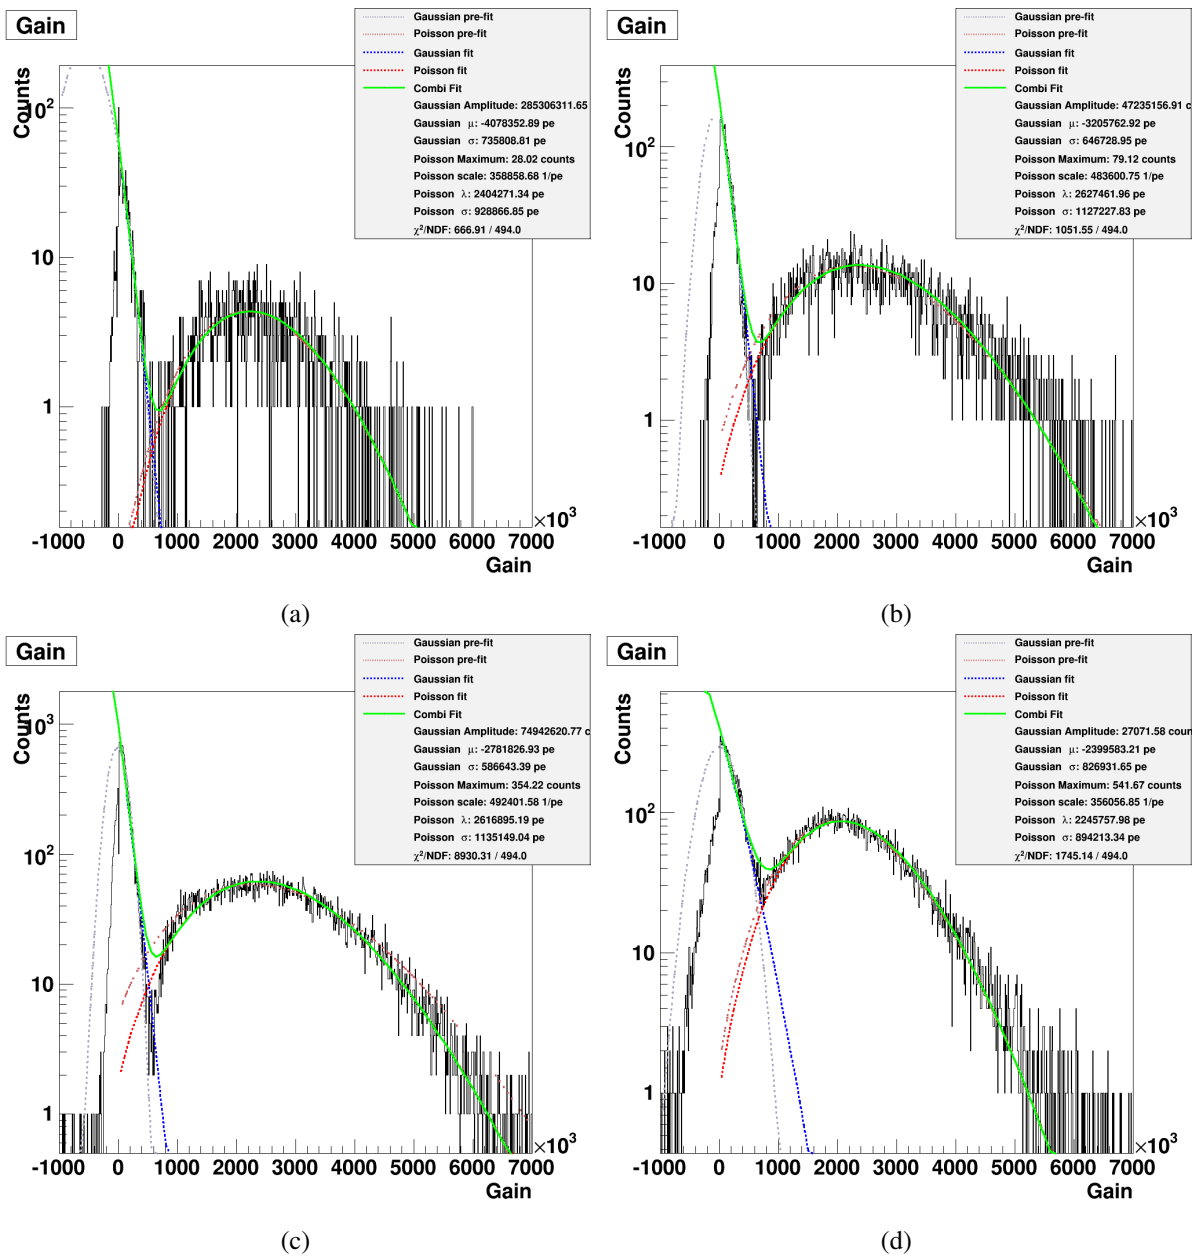 Gain
Gaussian pre-fit
Poisson pre-fit
Gaussian fit
Poisson fit
Combi Fit
Gaussian Amplitude: 285306311.65
Gaussian μ: -4078352.89 pe
Gaussian σ: 735808.81 pe
Poisson Maximum: 28.02 counts
Poisson scale: 358858.68 1/pe
Poisson λ: 2404271.34 pe
Poisson σ: 928866.85 pe
χ²/NDF: 666.91 / 494.0
Counts
10²
10
1
-1000 0 1000 2000 3000 4000 5000 6000 7000
×10³
Gain
(a)
Gain
Gaussian pre-fit
Poisson pre-fit
Gaussian fit
Poisson fit
Combi Fit
Gaussian Amplitude: 47235156.91 c
Gaussian μ: -3205762.92 pe
Gaussian σ: 646728.95 pe
Poisson Maximum: 79.12 counts
Poisson scale: 483600.75 1/pe
Poisson λ: 2627461.96 pe
Poisson σ: 1127227.83 pe
χ²/NDF: 1051.55 / 494.0
Counts
10²
10
1
-1000 0 1000 2000 3000 4000 5000 6000 7000
×10³
Gain
(b)
Gain
Gaussian pre-fit
Poisson pre-fit
Gaussian fit
Poisson fit
Combi Fit
Gaussian Amplitude: 74942620.77 c
Gaussian μ: -2781826.93 pe
Gaussian σ: 586643.39 pe
Poisson Maximum: 354.22 counts
Poisson scale: 492401.58 1/pe
Poisson λ: 2616895.19 pe
Poisson σ: 1135149.04 pe
χ²/NDF: 8930.31 / 494.0
Counts
10³
10²
10
1
-1000 0 1000 2000 3000 4000 5000 6000 7000
×10³
Gain
(c)
Gain
Gaussian pre-fit
Poisson pre-fit
Gaussian fit
Poisson fit
Combi Fit
Gaussian Amplitude: 27071.58 coun
Gaussian μ: -2399583.21 pe
Gaussian σ: 826931.65 pe
Poisson Maximum: 541.67 counts
Poisson scale: 356056.85 1/pe
Poisson λ: 2245757.98 pe
Poisson σ: 894213.34 pe
χ²/NDF: 1745.14 / 494.0
Counts
10²
10
1
-1000 0 1000 2000 3000 4000 5000 6000 7000
×10³
Gain
(d)